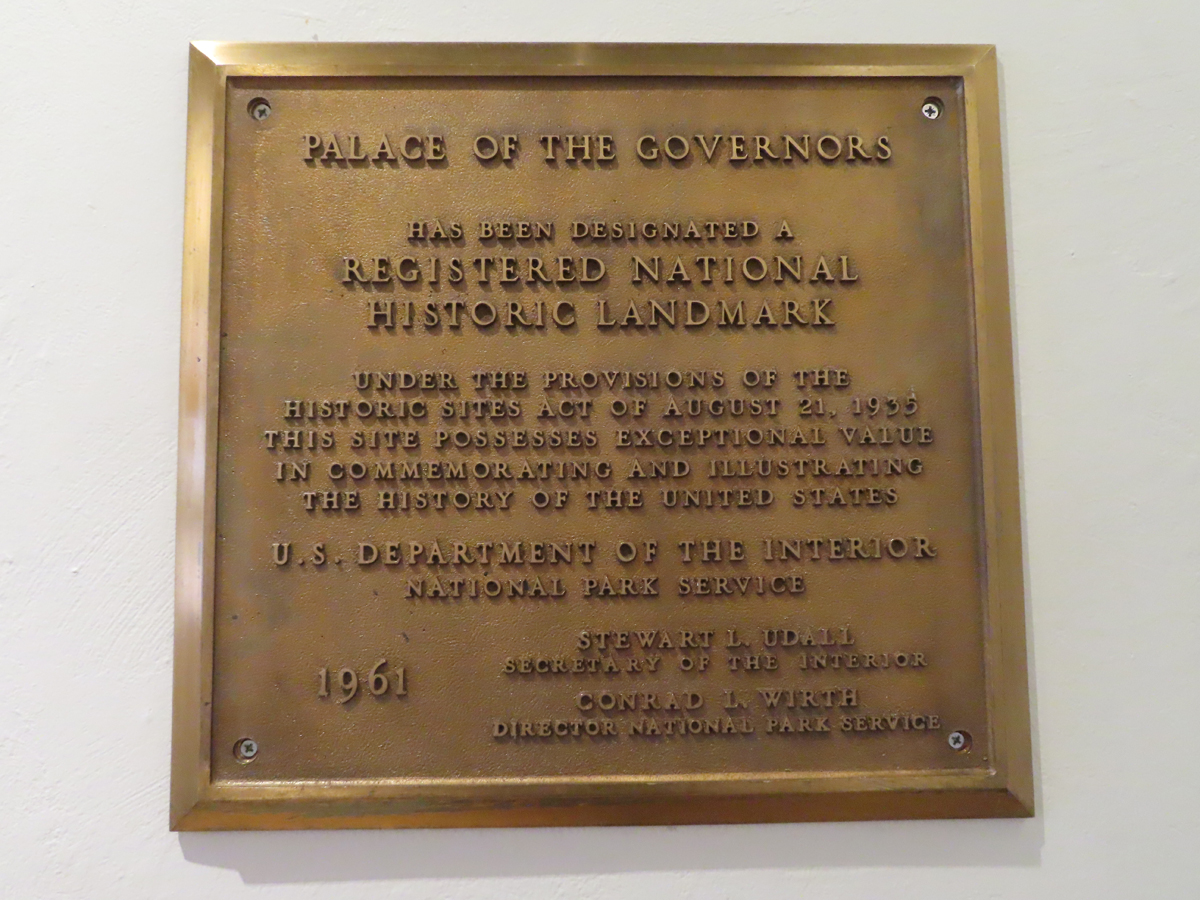 PALACE OF THE GOVERNORS
HAS BEEN DESIGNATED A
REGISTERED NATIONAL
HISTORIC LANDMARK
UNDER THE PROVISIONS OF THE
HISTORIC SITES ACT OF AUGUST 21, 1935
THIS SITE POSSESSES EXCEPTIONAL VALUE
IN COMMEMORATING AND ILLUSTRATING
THE HISTORY OF THE UNITED STATES
U.S. DEPARTMENT OF THE INTERIOR
NATIONAL PARK SERVICE
1961
STEWART L. UDALL
SECRETARY OF THE INTERIOR
CONRAD L. WIRTH
DIRECTOR NATIONAL PARK SERVICE